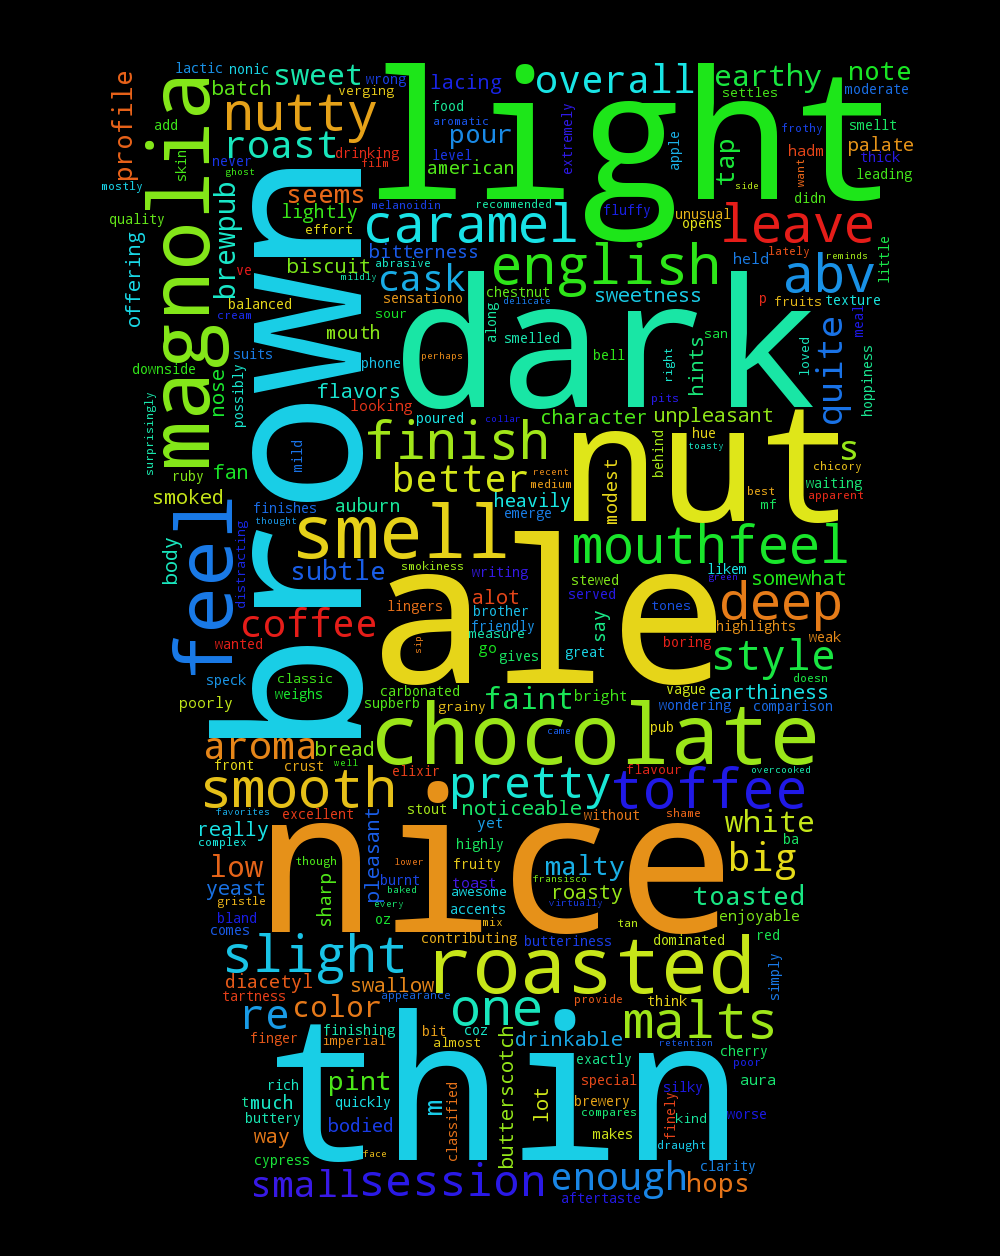 lactic nonic sweet wrong lacing overall earthy note
profile batch verging settles moderate
magnolia light
add nutty food pour aromatic extremely apple frothy smellt
skin never roast drinking level american tap hadm palate
ghost film side want thick leading
mostly brown seems melanoidin recommended fluffy unusual didn
quality brewpub lightly effort caramel opens leave little
offering bitterness english held lately reminds
ve biscuit abrasive mildly cask sweetness abv meal
balanced sensationo chestnut delicate p fruits texture
cream sour along dark san loved quite
suits mouth smelled bell right hints hoppiness
downside possibly phone perhaps
nose flavors looking poured collar character pits unpleasant
surprisingly mild finish nut hue toasty s
ruby fan better recent behind chicory
smoked auburn heavily medium modest best waiting apparent
feel finishes emerge mf
thought smell mouthfeel
body distracting subtle smokiness writing ale stewed likem green somewhat
coffee lingers alot served tones deep
wanted brother friendly say highlights
sip measure go gives great boring weak style
speck classic carbonated vague doesn
weighs supberb faint bright earthiness
poorly grainy wondering comparison
aroma bread chocolate came pub
front crust well elixir pretty flavour overcooked
smooth toffee
favorites excellent stout noticeable without shame white
really yet ba
complex though highly big
low lower fruity malty
yeast sharp pleasant burnt toast fransisco roasty toasted
gristle baked awesome virtually
bland every oz nice accents mix tan enjoyable
comes contributing butteriness dominated red
slight roasted simply
diacetyl swallow appearance
tartness color one provide think
re malts
finger finishing bit coz drinkable retention
imperial almost exactly cherry
rich pint butterscotch special silky poor aura
t much quickly m classified lot brewery finely
buttery thin compares kind worse
way bodied makes
cypress face draught clarity
small session enough hops
aftertaste